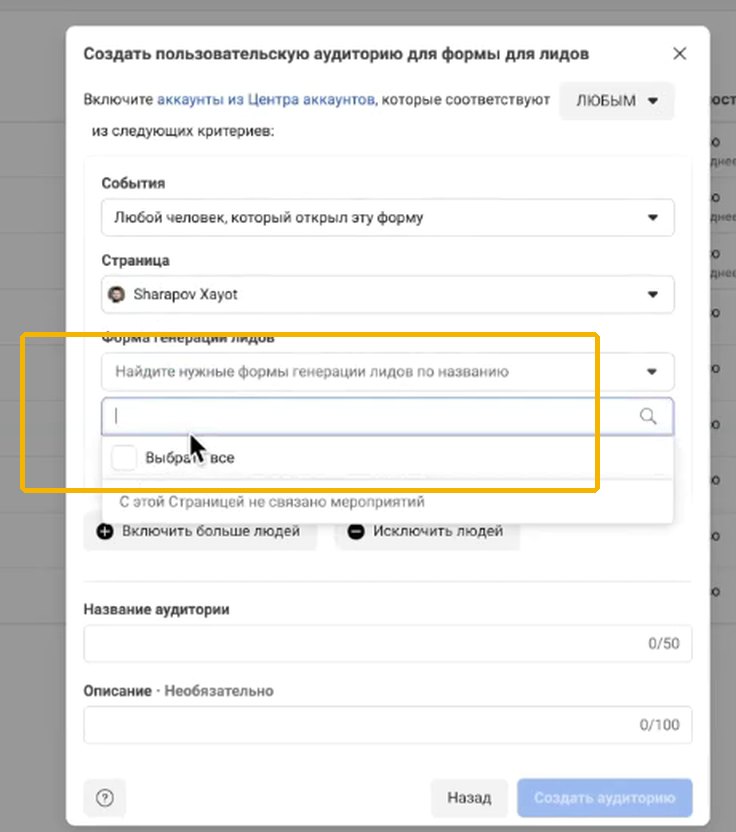 Создать пользовательскую аудиторию для формы для лидов
Включите аккаунты из Центра аккаунтов, которые соответствуют ЛЮБЫМ
из следующих критериев:
События
Любой человек, который открыл эту форму
Страница
Sharapov Xayot
Форма генерации лидов
Найдите нужные формы генерации лидов по названию
все
С этой Страницей не связано мероприятий
Включить больше людей
Исключить людей
Название аудитории
0/50
Описание · Необязательно
0/100
Назад
Создать аудиторию